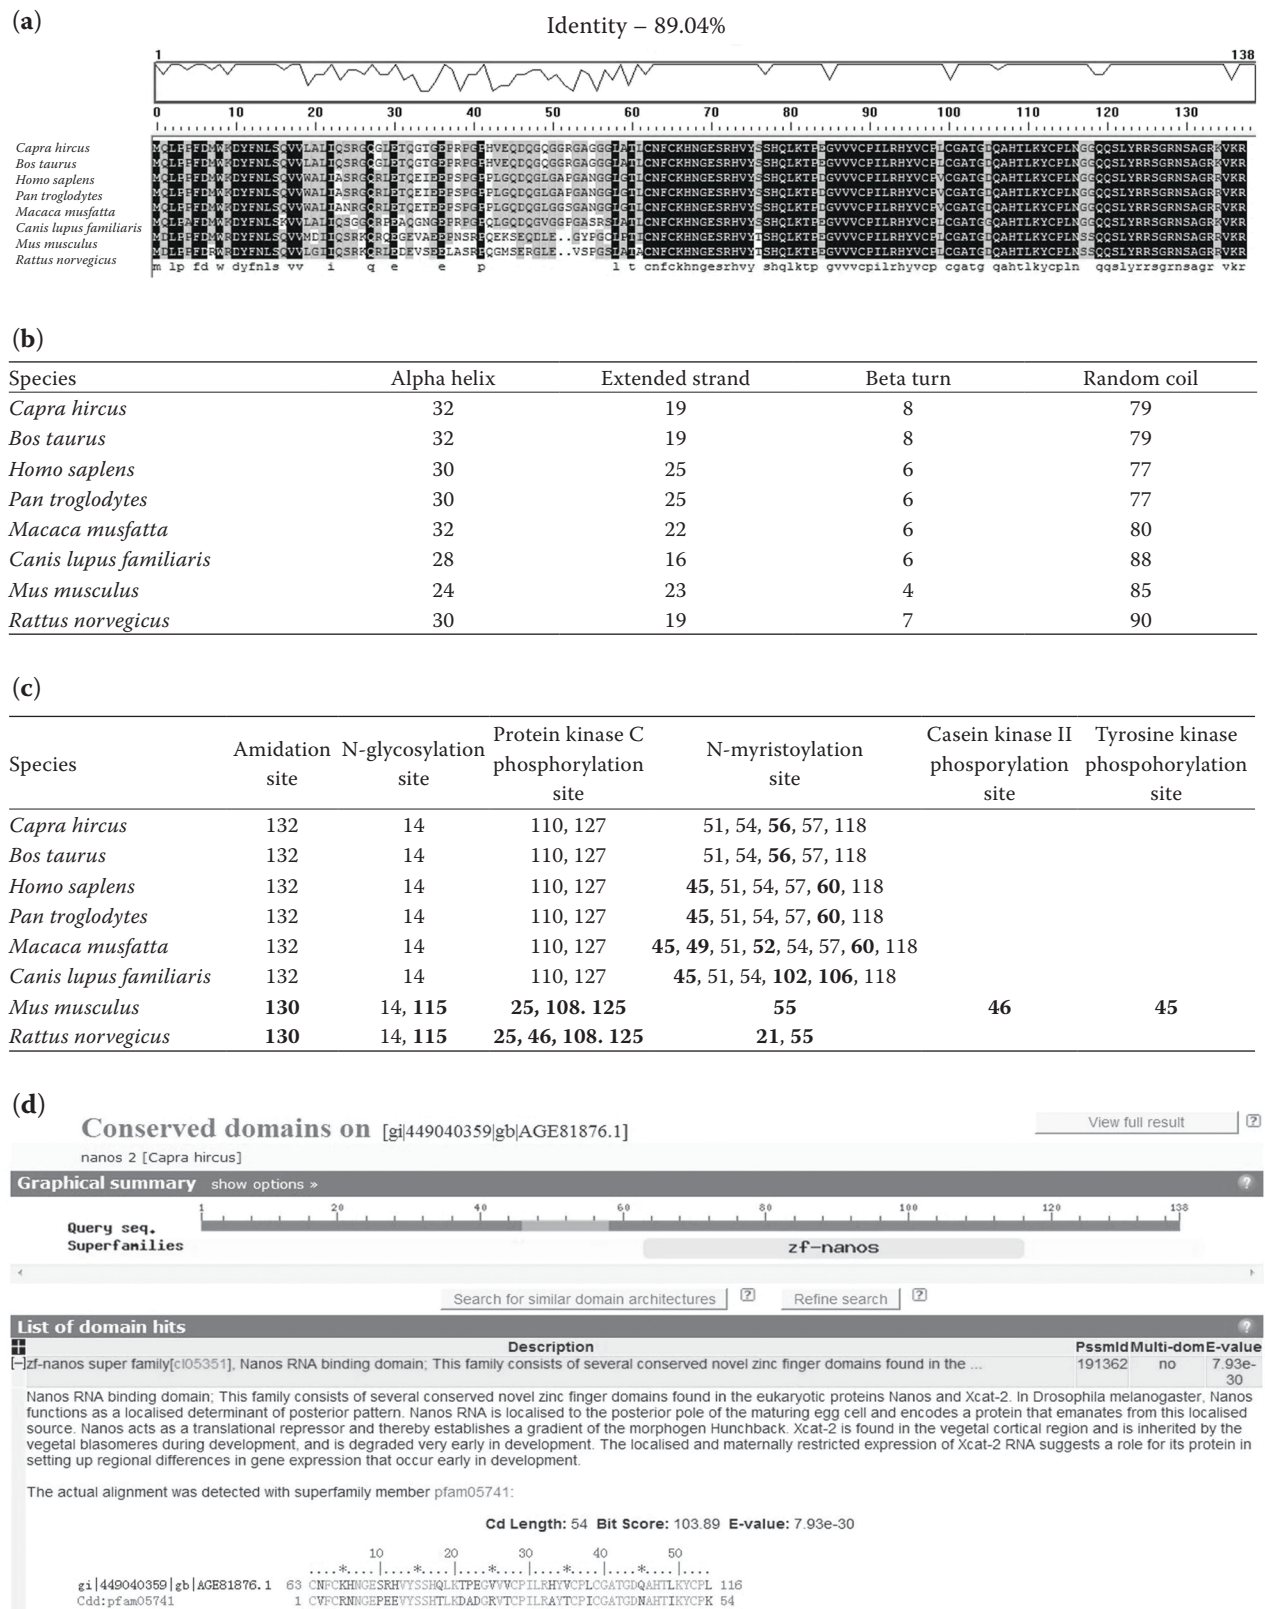 (a)
Identity – 89.04%
1 138
0 10 20 30 40 50 60 70 80 90 100 110 120 130
Capra hircus
Bos taurus
Homo saplens
Pan troglodytes
Macaca musfatta
Canis lupus familiaris
Mus musculus
Rattus norvegicus
m lp fd w dyfnls vv i q e e p l t cnfckhngesrhvy shqlktp gvvvcpilrhyvcp cgatg qahtlkycpln qqslyrrsgrnsagr vkr
(b)
Species Alpha helix Extended strand Beta turn Random coil
Capra hircus 32 19 8 79
Bos taurus 32 19 8 79
Homo saplens 30 25 6 77
Pan troglodytes 30 25 6 77
Macaca musfatta 32 22 6 80
Canis lupus familiaris 28 16 6 88
Mus musculus 24 23 4 85
Rattus norvegicus 30 19 7 90
(c)
Species Amidation site N-glycosylation site Protein kinase C phosphorylation site N-myristoylation site Casein kinase II phosporylation site Tyrosine kinase phospohorylation site
Capra hircus 132 14 110, 127 51, 54, 56, 57, 118
Bos taurus 132 14 110, 127 51, 54, 56, 57, 118
Homo saplens 132 14 110, 127 45, 51, 54, 57, 60, 118
Pan troglodytes 132 14 110, 127 45, 51, 54, 57, 60, 118
Macaca musfatta 132 14 110, 127 45, 49, 51, 52, 54, 57, 60, 118
Canis lupus familiaris 132 14 110, 127 45, 51, 54, 102, 106, 118
Mus musculus 130 14, 115 25, 108. 125 55 46 45
Rattus norvegicus 130 14, 115 25, 46, 108. 125 21, 55
(d)
Conserved domains on [gi|449040359|gb|AGE81876.1]
View full result ?
nanos 2 [Capra hircus]
Graphical summary show options » ?
1 20 40 60 80 100 120 138
Query seq.
Superfamilies zf-nanos
Search for similar domain architectures ? Refine search ?
List of domain hits ?
Description PssmId Multi-dom E-value
[−]zf-nanos super family[cl05351], Nanos RNA binding domain; This family consists of several conserved novel zinc finger domains found in the ... 191362 no 7.93e-30
Nanos RNA binding domain; This family consists of several conserved novel zinc finger domains found in the eukaryotic proteins Nanos and Xcat-2. In Drosophila melanogaster, Nanos
functions as a localised determinant of posterior pattern. Nanos RNA is localised to the posterior pole of the maturing egg cell and encodes a protein that emanates from this localised
source. Nanos acts as a translational repressor and thereby establishes a gradient of the morphogen Hunchback. Xcat-2 is found in the vegetal cortical region and is inherited by the
vegetal blasomeres during development, and is degraded very early in development. The localised and maternally restricted expression of Xcat-2 RNA suggests a role for its protein in
setting up regional differences in gene expression that occur early in development.
The actual alignment was detected with superfamily member pfam05741:
Cd Length: 54 Bit Score: 103.89 E-value: 7.93e-30
10 20 30 40 50
....*....|....*....|....*....|....*....|....*....|....
gi|449040359|gb|AGE81876.1 63 CNFCKHNGESRHVYSSHQLKTPEGVVVCPILRHYVCPLCGATGDQAHTLKYCPL 116
Cdd:pfam05741 1 CVFCRNNGEPEEVYSSHTLKDADGRVTCPILRAYTCPICGATGDNAHTIKYCPK 54